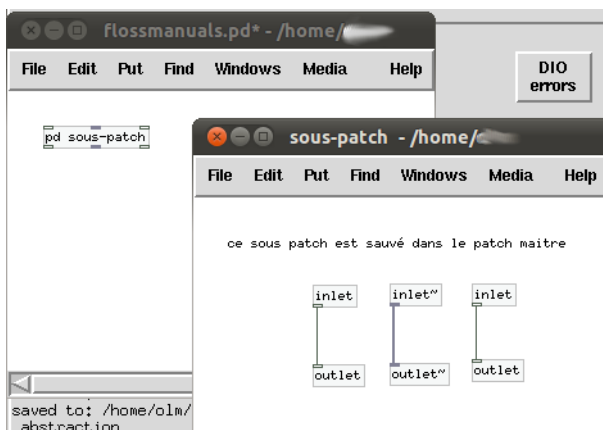 flossmanuals.pd* - /home/
File Edit Put Find Windows Media Help
DIO
errors
pd sous-patch
sous-patch - /home/
File Edit Put Find Windows Media Help
ce sous patch est sauvé dans le patch maitre
inlet inlet~ inlet
outlet outlet~ outlet
saved to: /home/olm/
abstraction